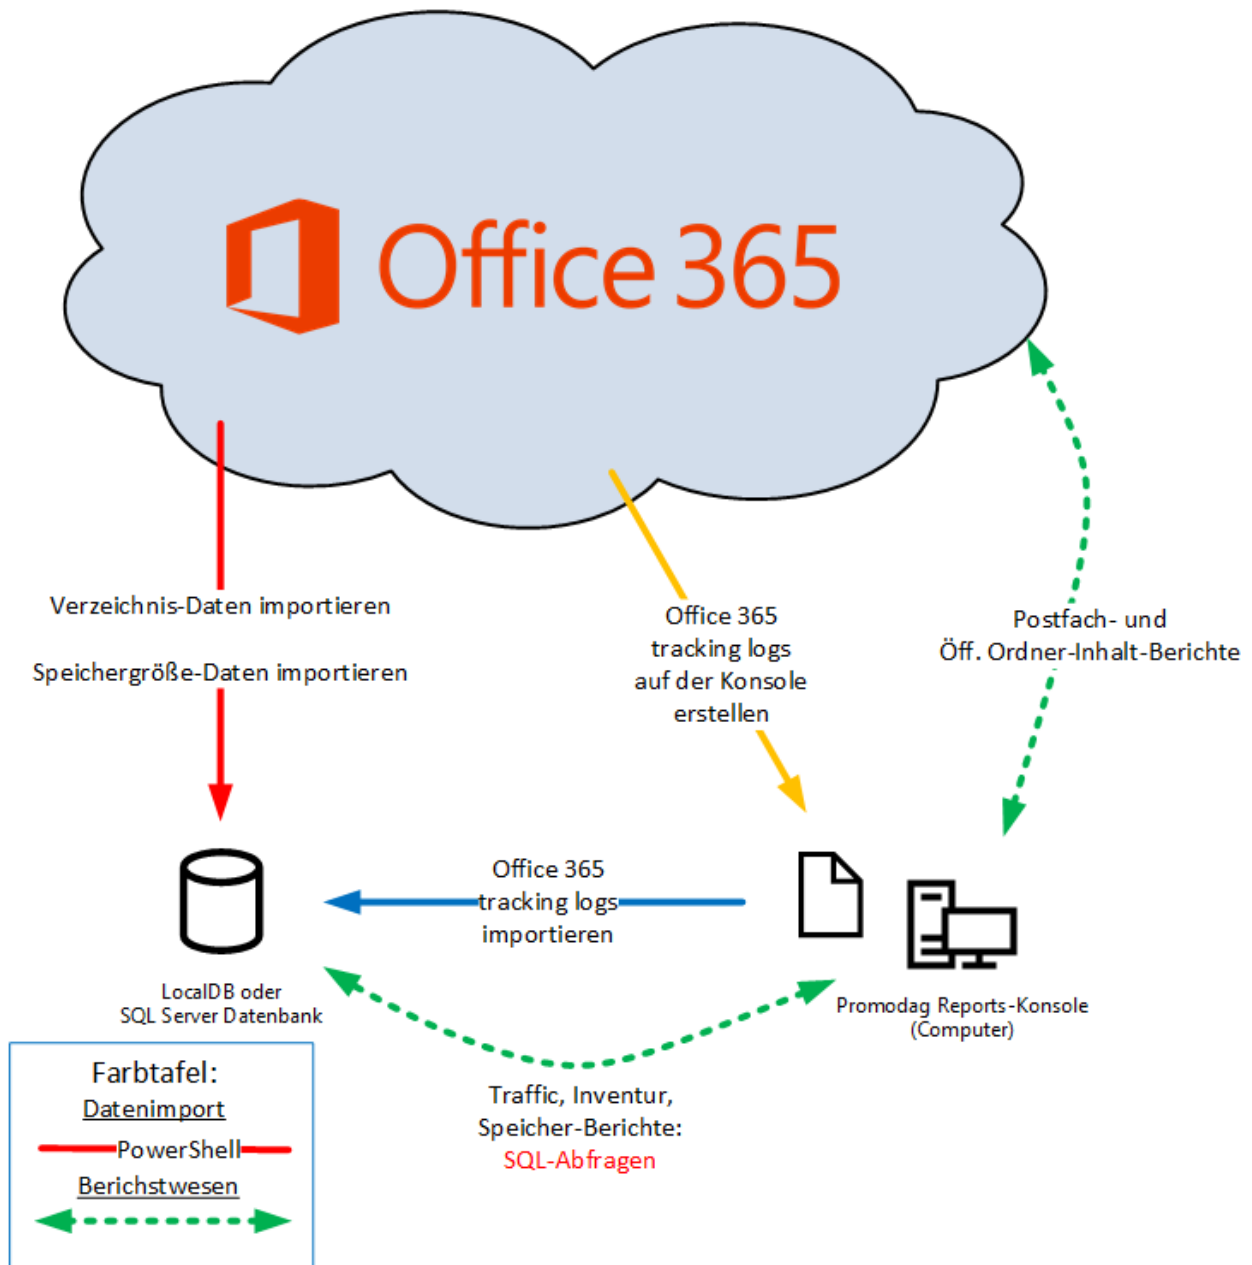 Office 365
Verzeichnis-Daten importieren
Speichergröße-Daten importieren
Office 365
tracking logs
auf der Konsole
erstellen
Postfach- und
Öff. Ordner-Inhalt-Berichte
Office 365
tracking logs
importieren
LocalDB oder
SQL Server Datenbank
Promodag Reports-Konsole
(Computer)
Traffic, Inventur,
Speicher-Berichte:
SQL-Abfragen
Farbtafel:
Datenimport
PowerShell
Berichstwesen